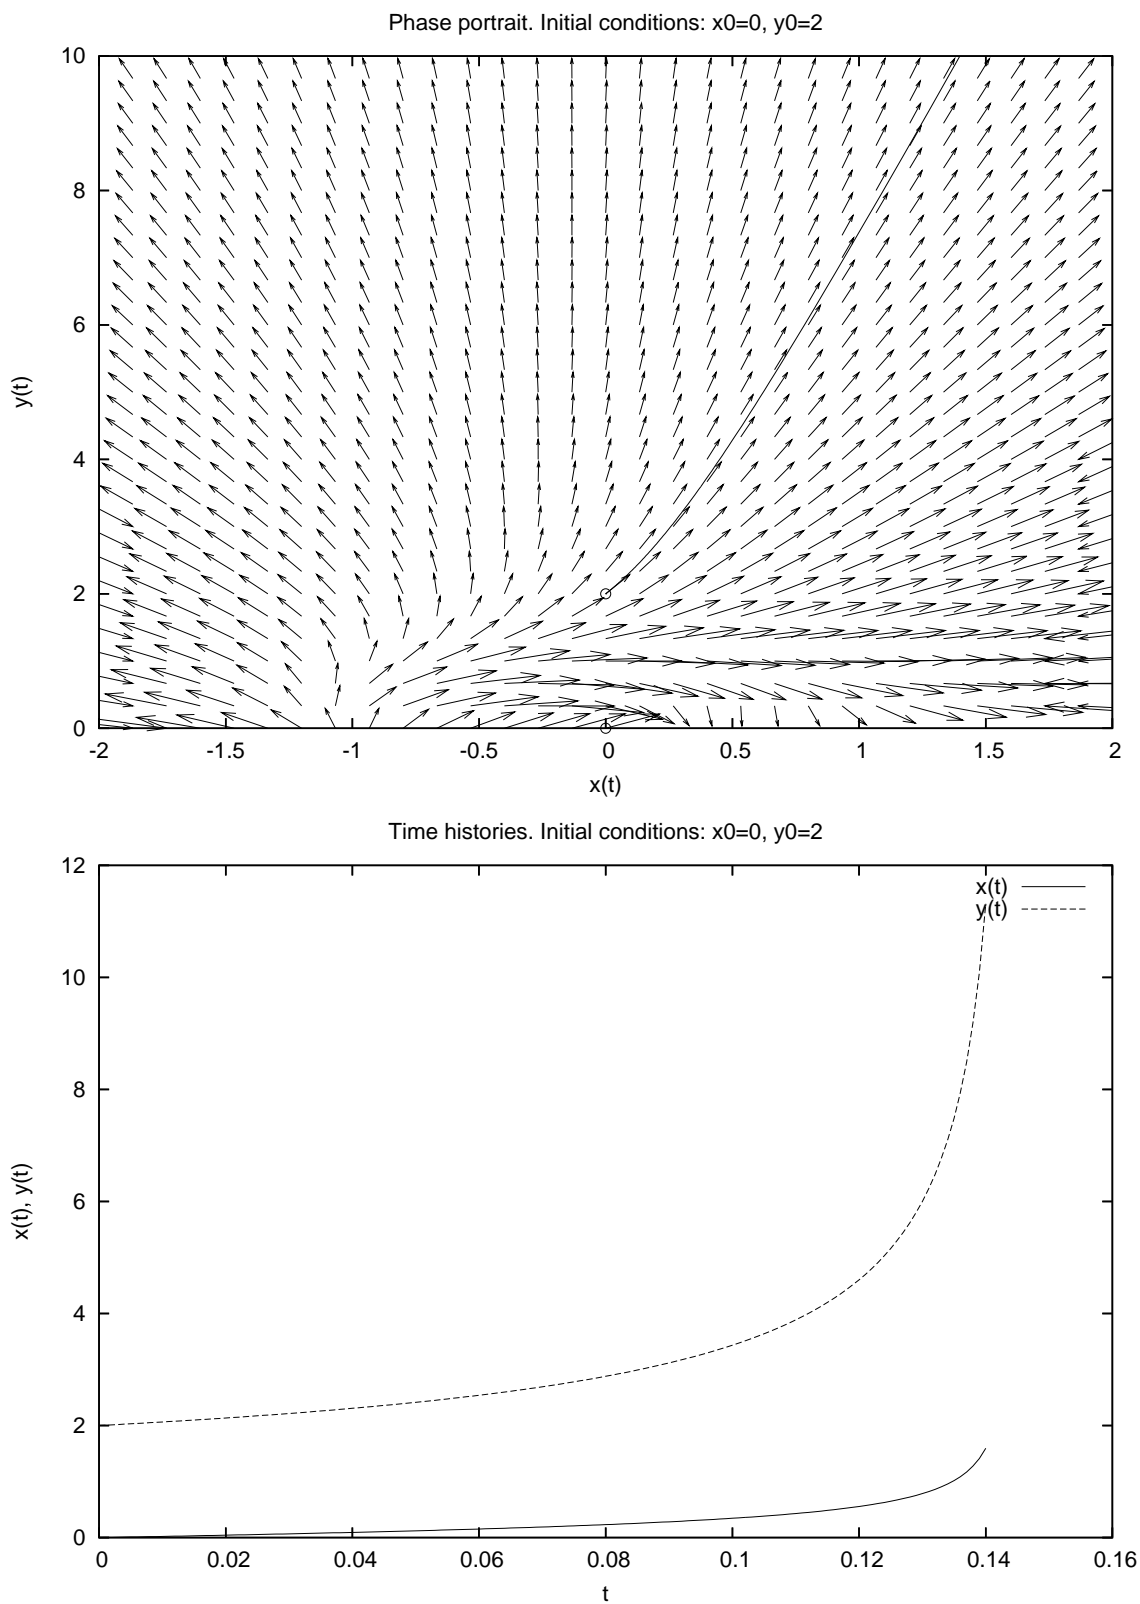 Phase portrait. Initial conditions: x0=0, y0=2
10
8
6
4
2
0
y(t)
-2 -1.5 -1 -0.5 0 0.5 1 1.5 2
x(t)
Time histories. Initial conditions: x0=0, y0=2
12
10
8
6
4
2
0
x(t), y(t)
x(t)
y(t)
0 0.02 0.04 0.06 0.08 0.1 0.12 0.14 0.16
t